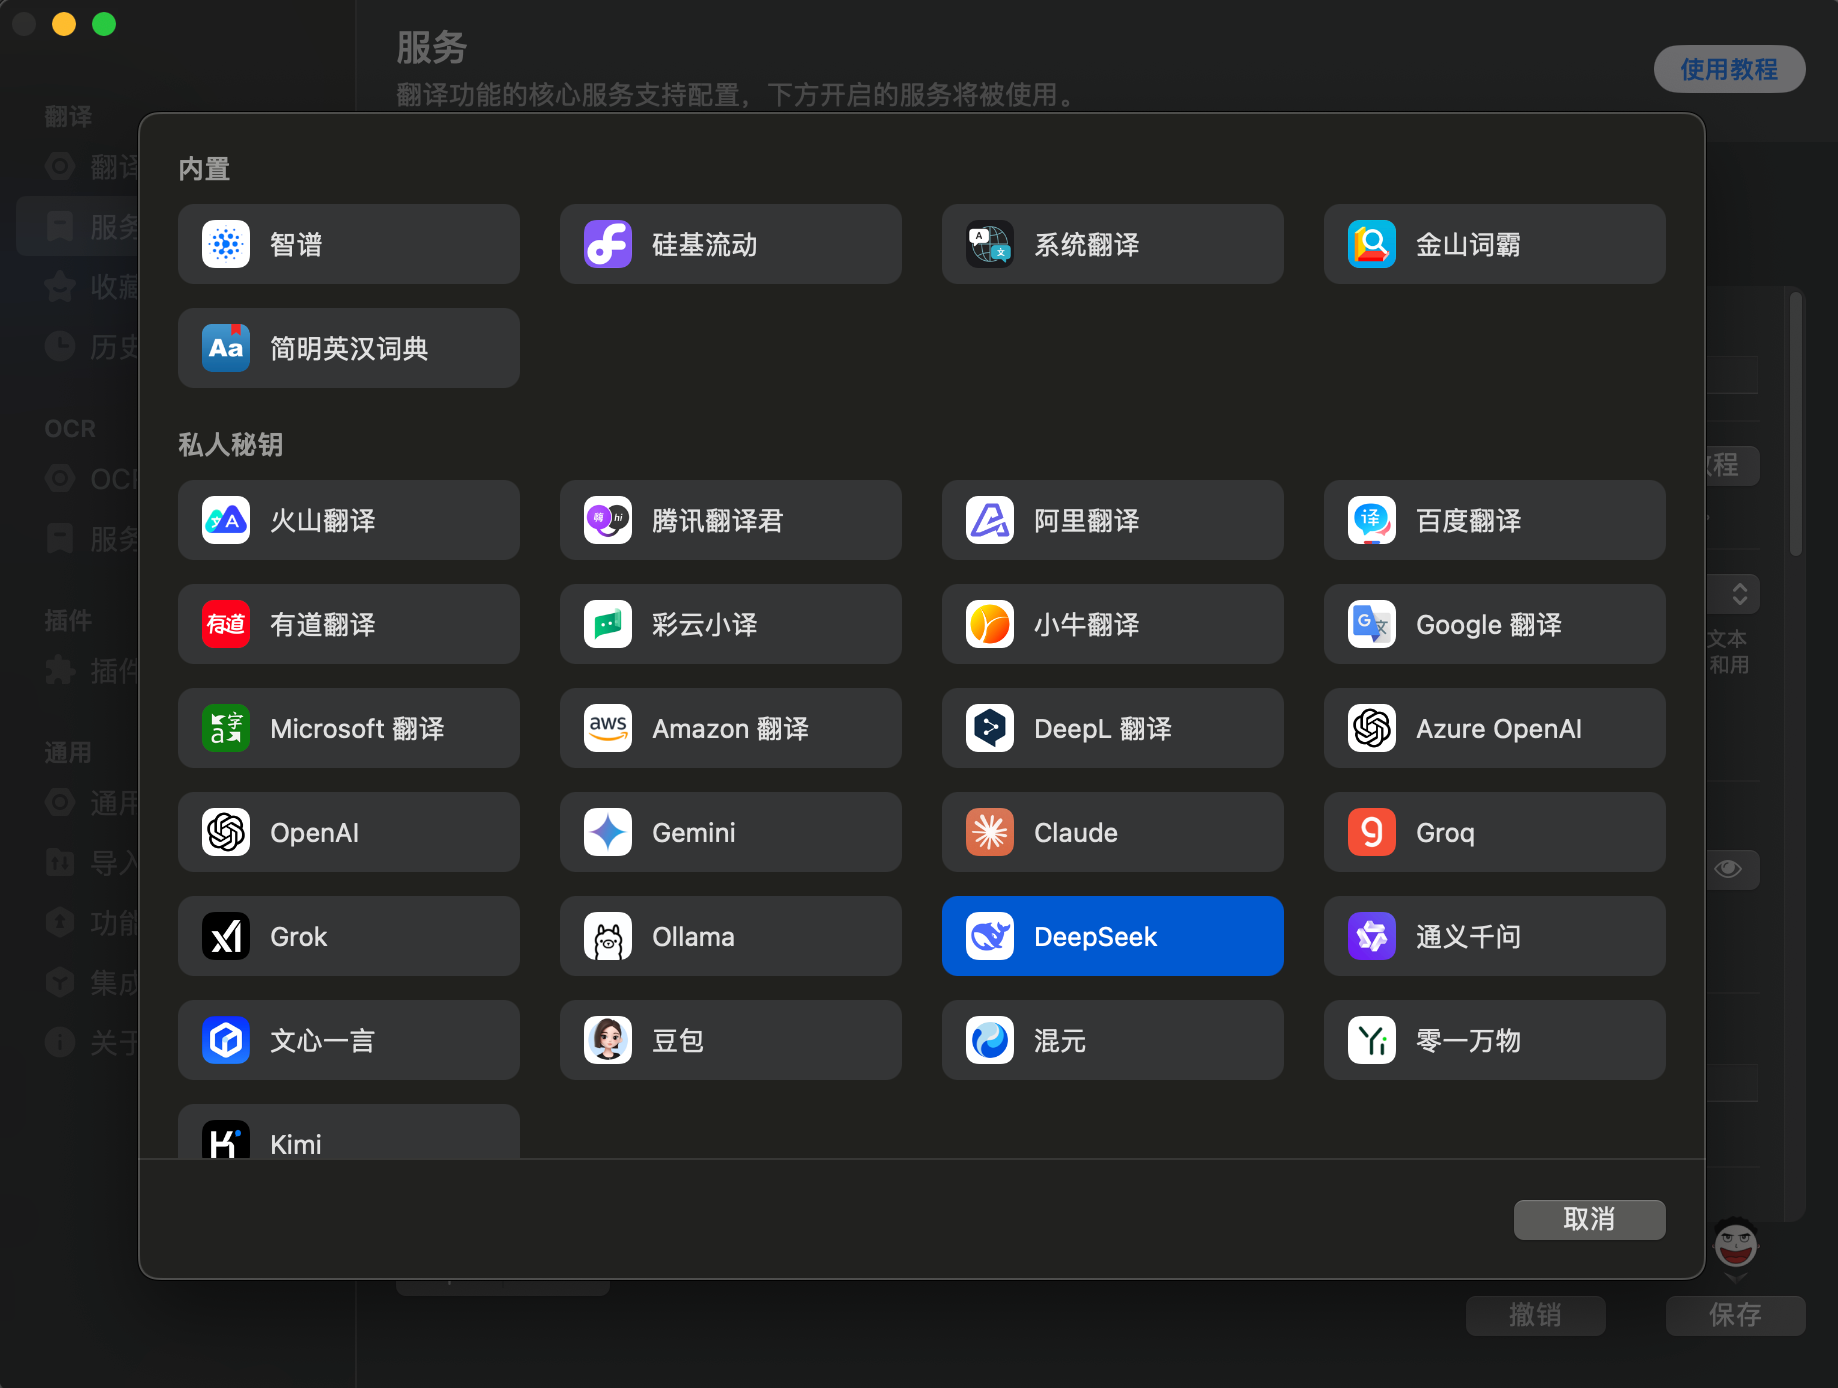 服务
使用教程
翻译功能的核心服务支持配置，下方开启的服务将被使用。
翻译
翻译
服务
收藏
历史
OCR
OCR
服务
插件
插件
通用
通用
导入
功能
集成
关于
内置
智谱
硅基流动
系统翻译
金山词霸
简明英汉词典
私人秘钥
火山翻译
腾讯翻译君
阿里翻译
百度翻译
有道翻译
彩云小译
小牛翻译
Google 翻译
Microsoft 翻译
Amazon 翻译
DeepL 翻译
Azure OpenAI
OpenAI
Gemini
Claude
Groq
Grok
Ollama
DeepSeek
通义千问
文心一言
豆包
混元
零一万物
Kimi
取消
教程
文本
和用
撤销
保存